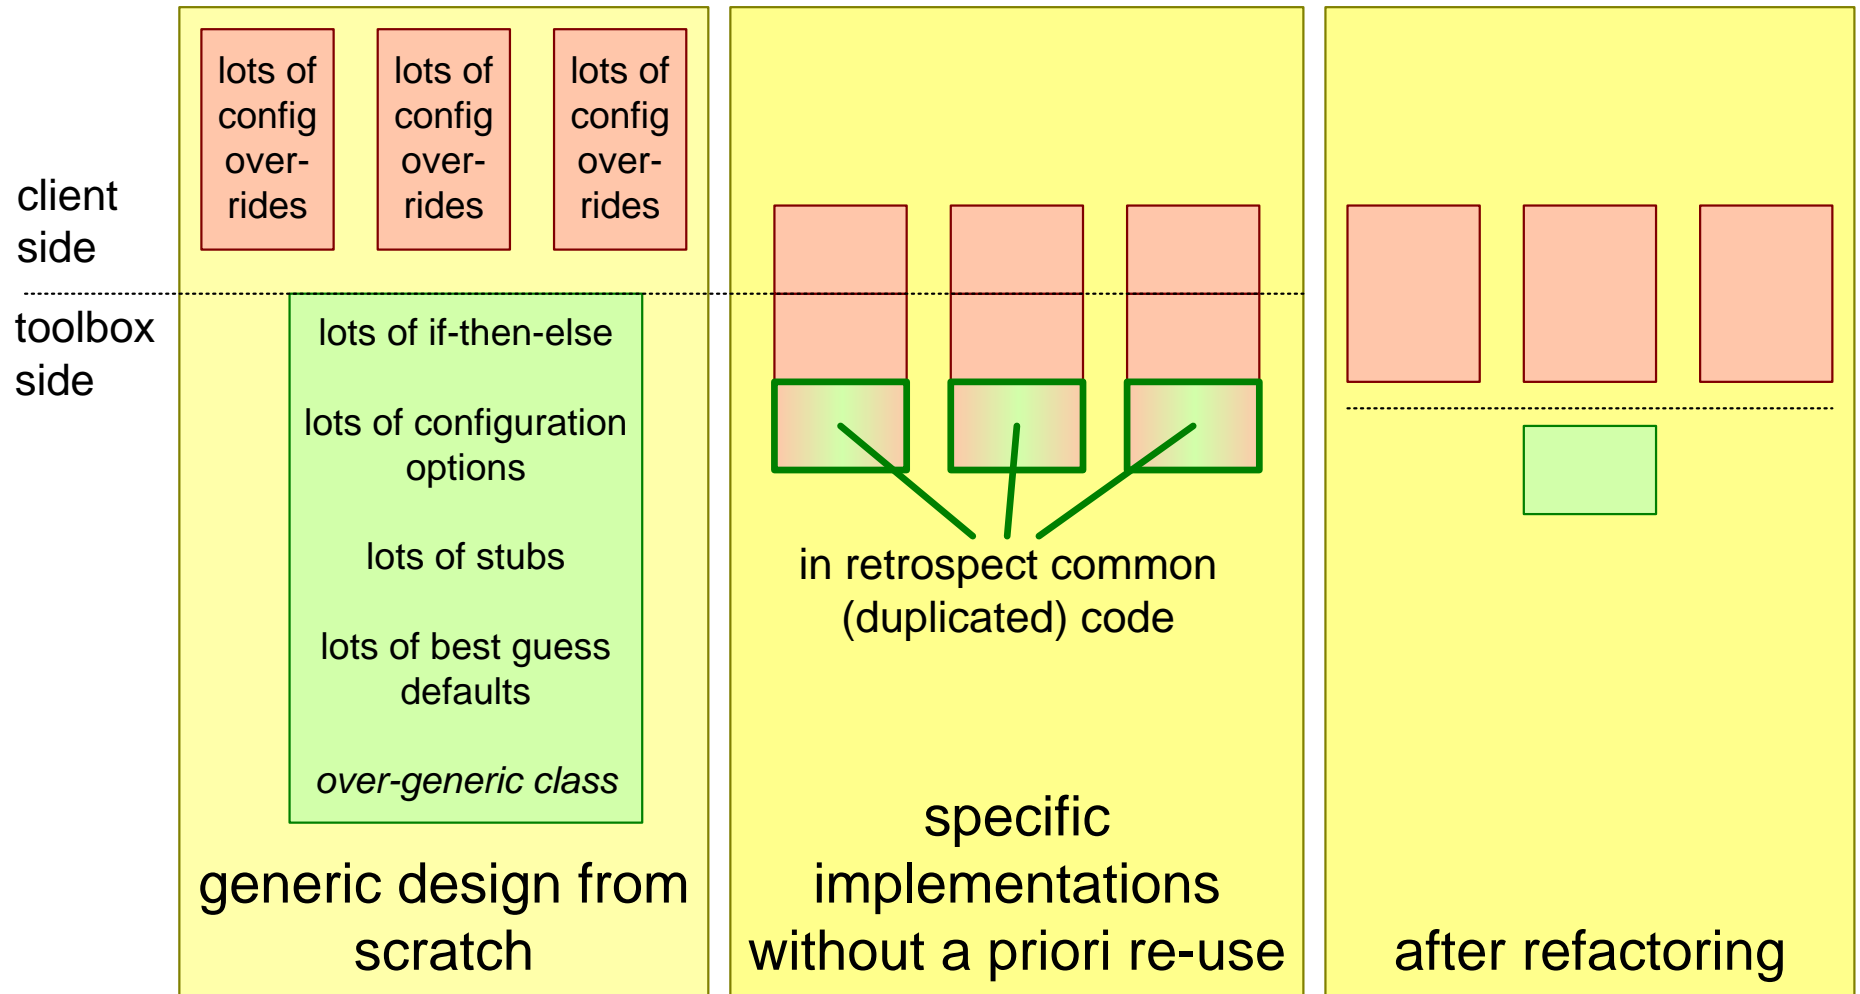 client
side
toolbox
side
lots of
config
over-
rides
lots of
config
over-
rides
lots of
config
over-
rides
lots of if-then-else
lots of configuration
options
lots of stubs
lots of best guess
defaults
over-generic class
generic design from
scratch
in retrospect common
(duplicated) code
specific
implementations
without a priori re-use
after refactoring